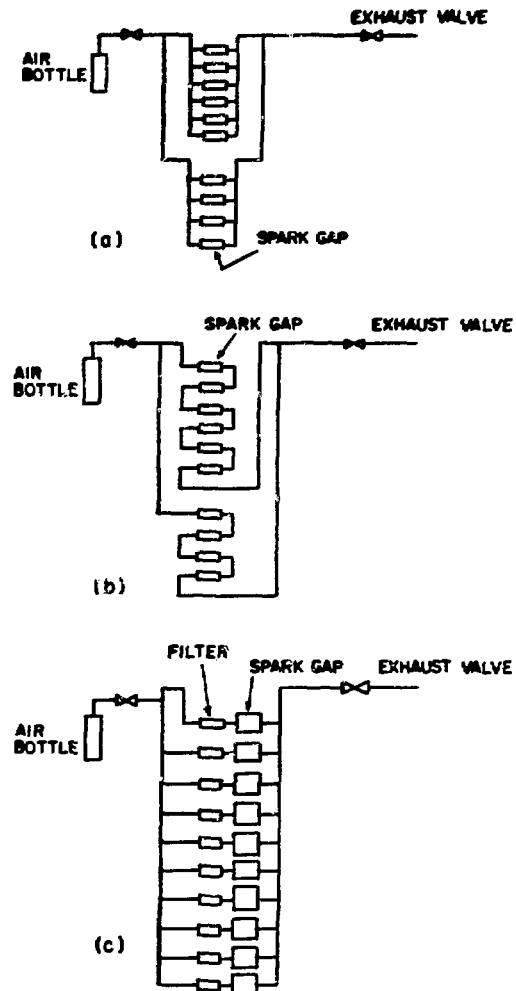 EXHAUST VALVE
AIR
BOTTLE
(a)
SPARK GAP
SPARK GAP
EXHAUST VALVE
AIR
BOTTLE
(b)
FILTER
SPARK GAP
EXHAUST VALVE
AIR
BOTTLE
(c)